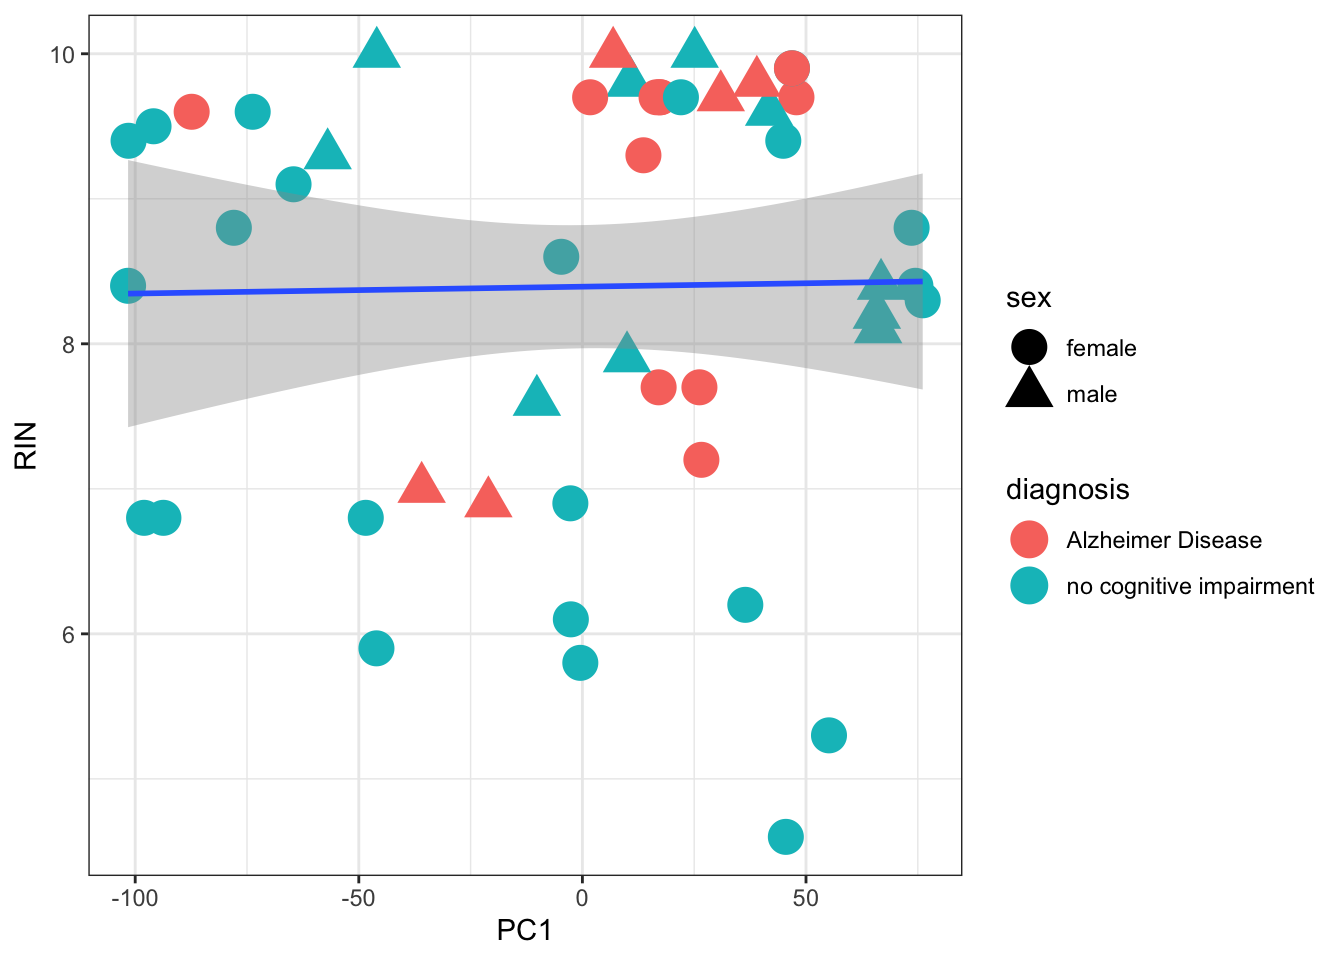 10
8
6
RIN
-100
-50
0
50
PC1
sex
female
male
diagnosis
Alzheimer Disease
no cognitive impairment